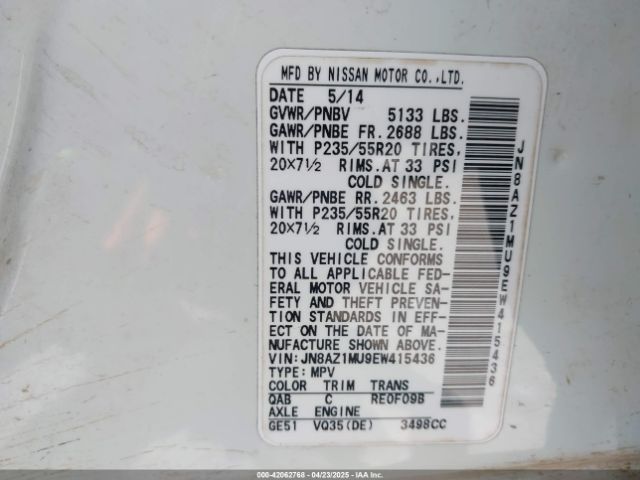 MFD BY NISSAN MOTOR CO.,LTD.
DATE 5/14
GVWR/PNBV 5133 LBS.
GAWR/PNBE FR. 2688 LBS.
WITH P235/55R20 TIRES,
20×7½ RIMS.AT 33 PSI
COLD SINGLE.
GAWR/PNBE RR. 2463 LBS.
WITH P235/55R20 TIRES,
20×7½ RIMS.AT 33 PSI
COLD SINGLE.
THIS VEHICLE CONFORMS
TO ALL APPLICABLE FED-
ERAL MOTOR VEHICLE SA-
FETY AND THEFT PREVEN-
TION STANDARDS IN EFF-
ECT ON THE DATE OF MA-
NUFACTURE SHOWN ABOVE.
VIN:JN8AZ1MU9EW415436
TYPE: MPV
COLOR TRIM TRANS
QAB C RE0F09B
AXLE ENGINE
GE51 VQ35(DE) 3498CC
JN8AZ1MU9EW415436
000-42062768 - 04/23/2025 - IAAI.COM